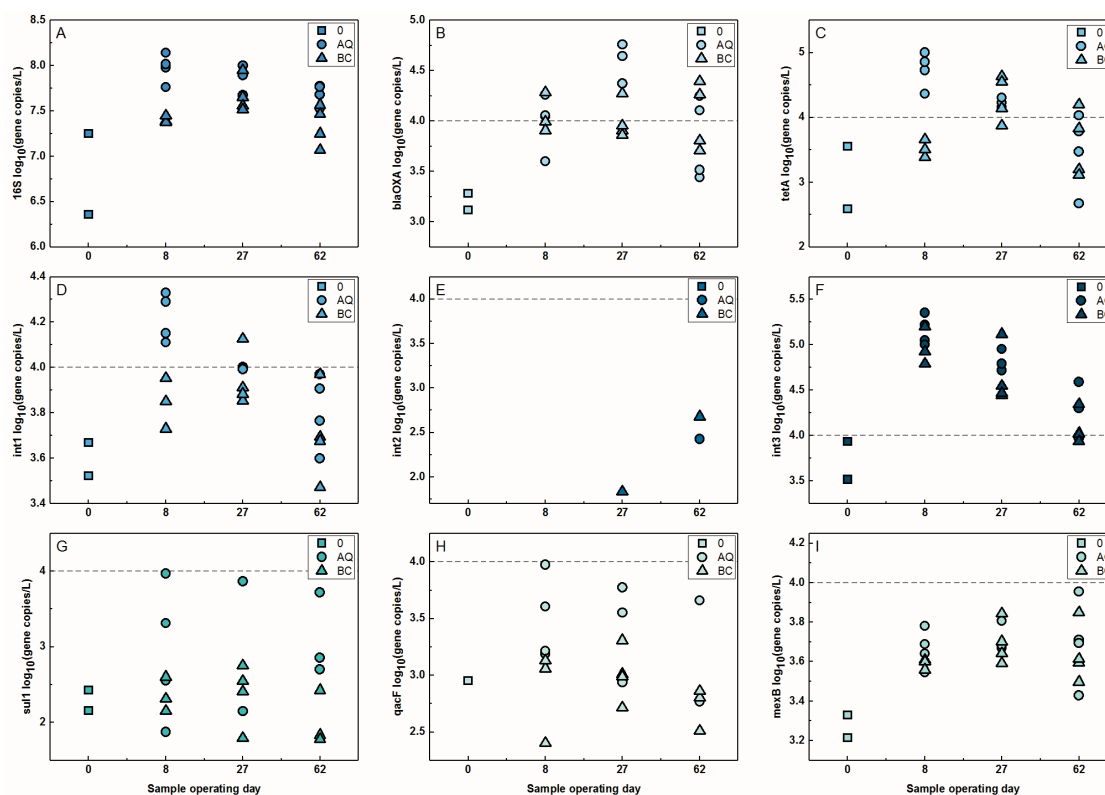 A
0
AQ
BC
8.5
8.0
7.5
7.0
6.5
6.0
16S log10(gene copies/L)
0 8 27 62
B
0
AQ
BC
5.0
4.5
4.0
3.5
3.0
blaOXA log10(gene copies/L)
0 8 27 62
C
0
AQ
BC
5
4
3
2
tetA log10(gene copies/L)
0 8 27 62
D
0
AQ
BC
4.4
4.2
4.0
3.8
3.6
3.4
int1 log10(gene copies/L)
0 8 27 62
E
0
AQ
BC
4.0
3.5
3.0
2.5
2.0
int2 log10(gene copies/L)
0 8 27 62
F
0
AQ
BC
5.5
5.0
4.5
4.0
3.5
int3 log10(gene copies/L)
0 8 27 62
G
0
AQ
BC
4
3
2
sul1 log10(gene copies/L)
0 8 27 62
Sample operating day
H
0
AQ
BC
4.0
3.5
3.0
2.5
qacF log10(gene copies/L)
0 8 27 62
Sample operating day
I
0
AQ
BC
4.2
4.0
3.8
3.6
3.4
3.2
mexB log10(gene copies/L)
0 8 27 62
Sample operating day